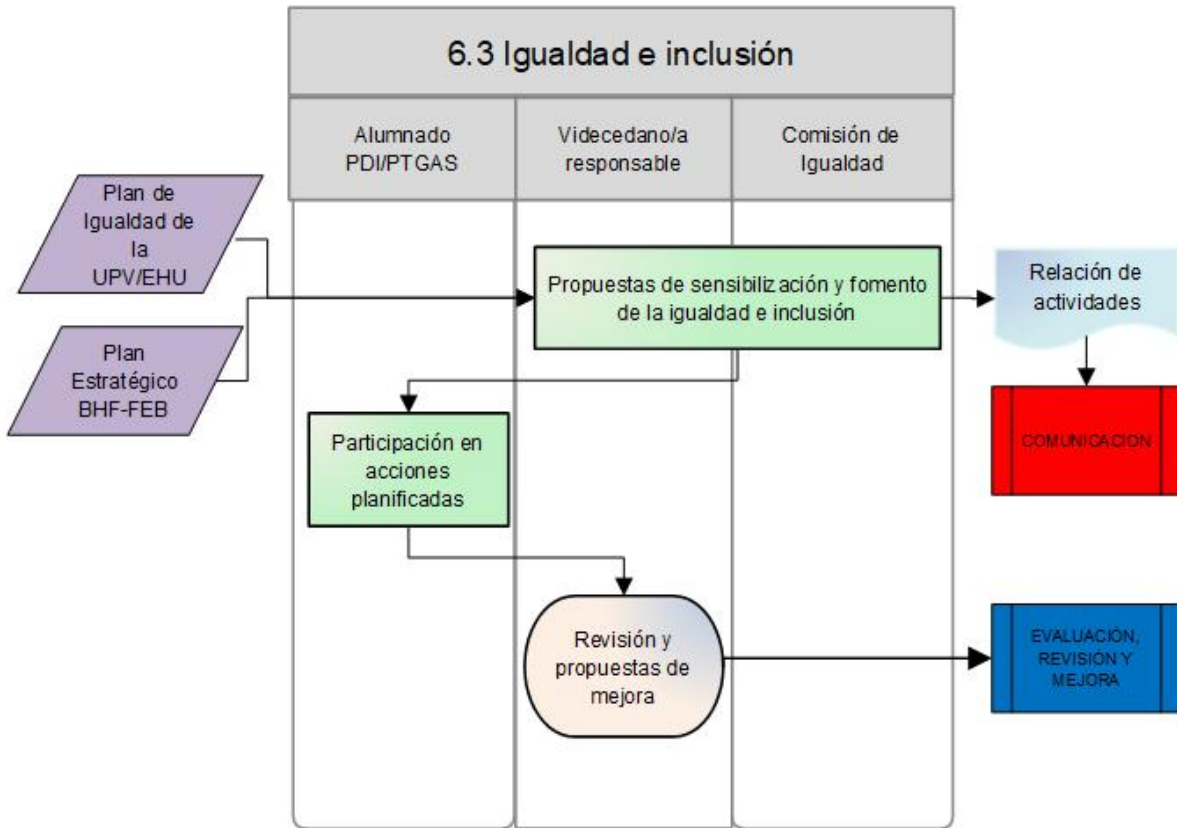 6.3 Igualdad e inclusión
Alumnado
PDI/PTGAS
Videcedano/a
responsable
Comisión de
Igualdad
Plan de
Igualdad de
la
UPV/EHU
Plan
Estratégico
BHF-FEB
Propuestas de sensibilización y fomento
de la igualdad e inclusión
Relación de
actividades
COMUNICACION
Participación en
acciones
planificadas
Revisión y
propuestas de
mejora
EVALUACIÓN,
REVISIÓN Y
MEJORA